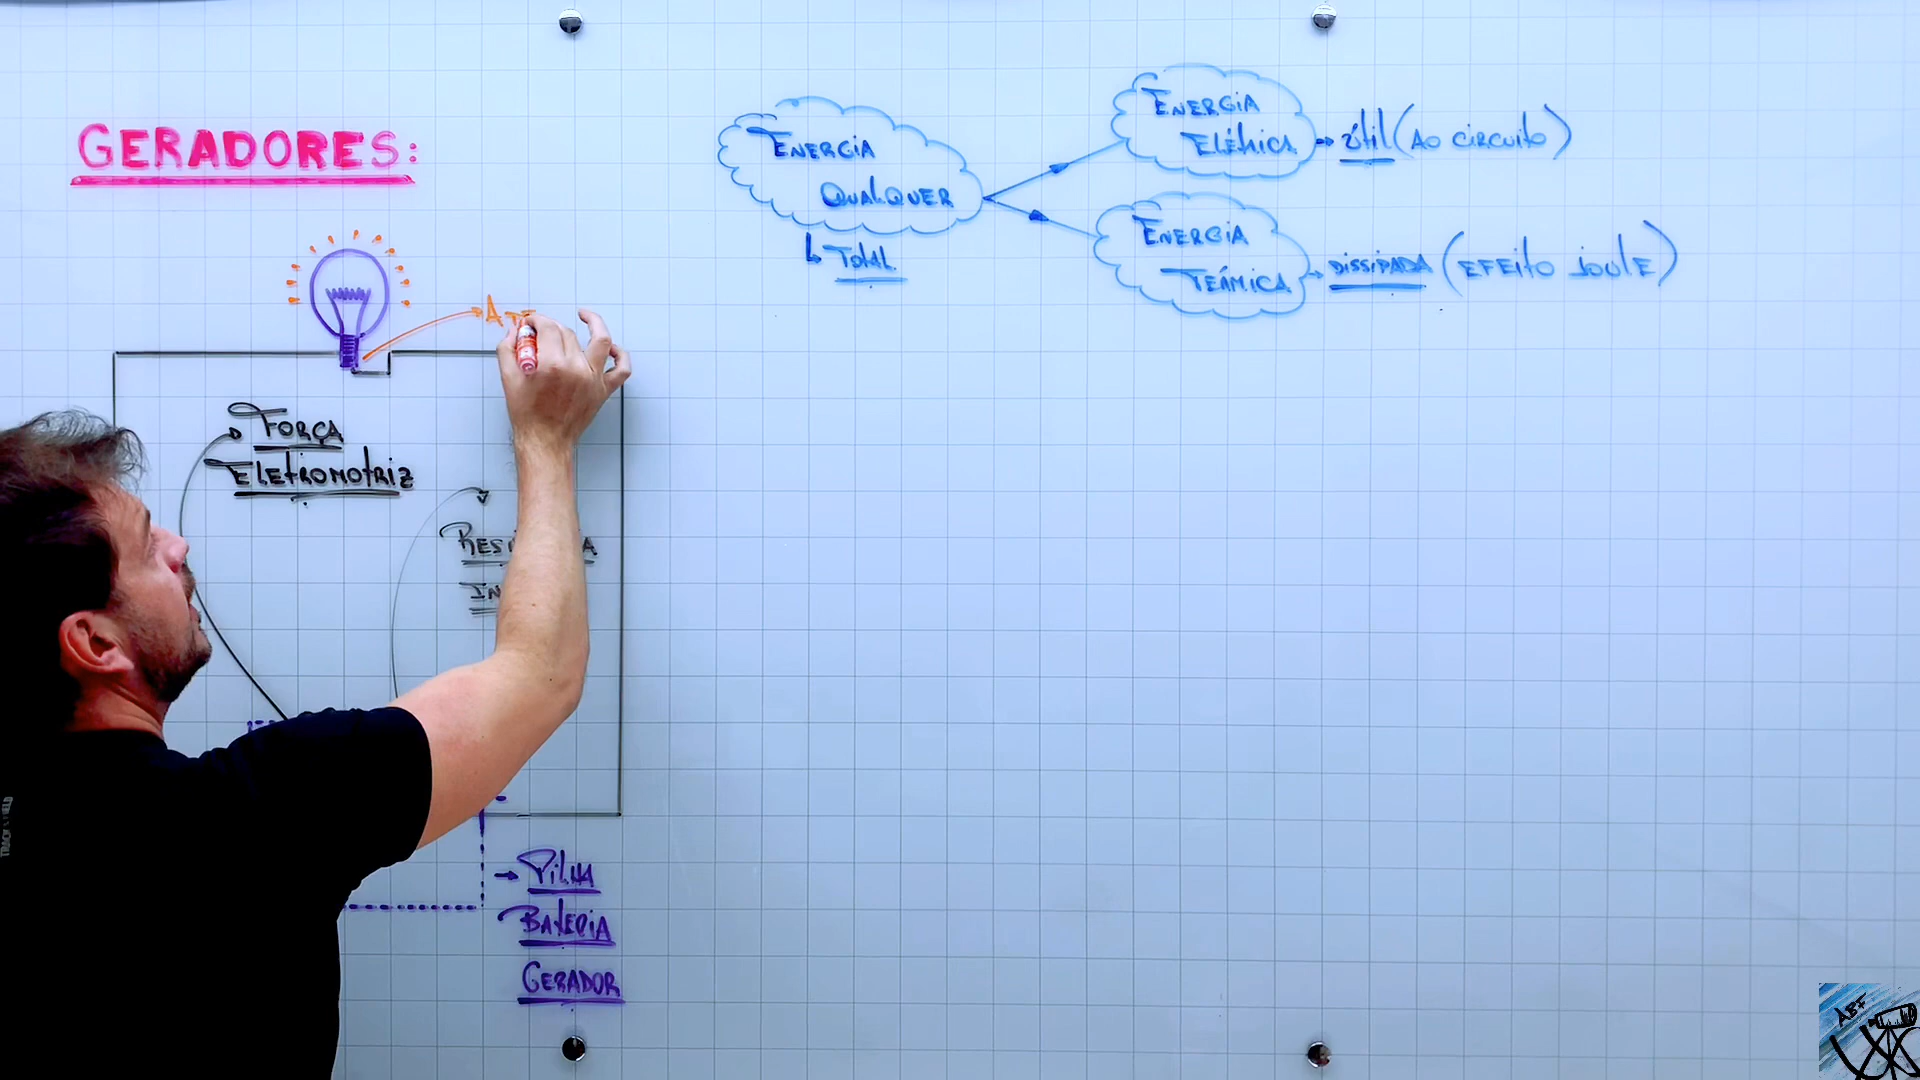 GERADORES:
ENERGIA
QUALQUER
↳ TOTAL
ENERGIA
ELÉTRICA → ÚTIL (AO CIRCUITO)
ENERGIA
TÉRMICA → DISSIPADA (EFEITO JOULE)
FORÇA
ELETROMOTRIZ
→ PILHA
BATERIA
GERADOR
ABF